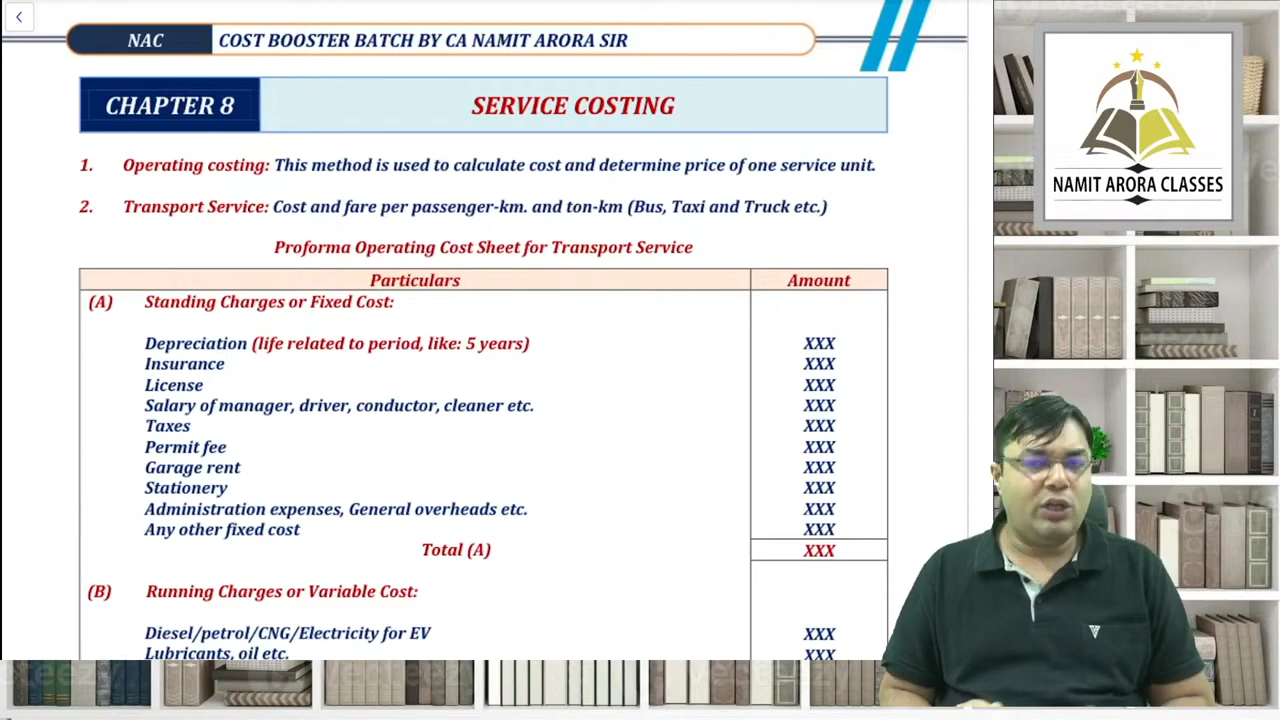 NAC COST BOOSTER BATCH BY CA NAMIT ARORA SIR
CHAPTER 8 SERVICE COSTING
1. Operating costing: This method is used to calculate cost and determine price of one service unit.
2. Transport Service: Cost and fare per passenger-km. and ton-km (Bus, Taxi and Truck etc.)
Proforma Operating Cost Sheet for Transport Service
Particulars Amount
(A) Standing Charges or Fixed Cost:
Depreciation (life related to period, like: 5 years) XXX
Insurance XXX
License XXX
Salary of manager, driver, conductor, cleaner etc. XXX
Taxes XXX
Permit fee XXX
Garage rent XXX
Stationery XXX
Administration expenses, General overheads etc. XXX
Any other fixed cost XXX
Total (A) XXX
(B) Running Charges or Variable Cost:
Diesel/petrol/CNG/Electricity for EV XXX
Lubricants, oil etc. XXX
NAMIT ARORA CLASSES